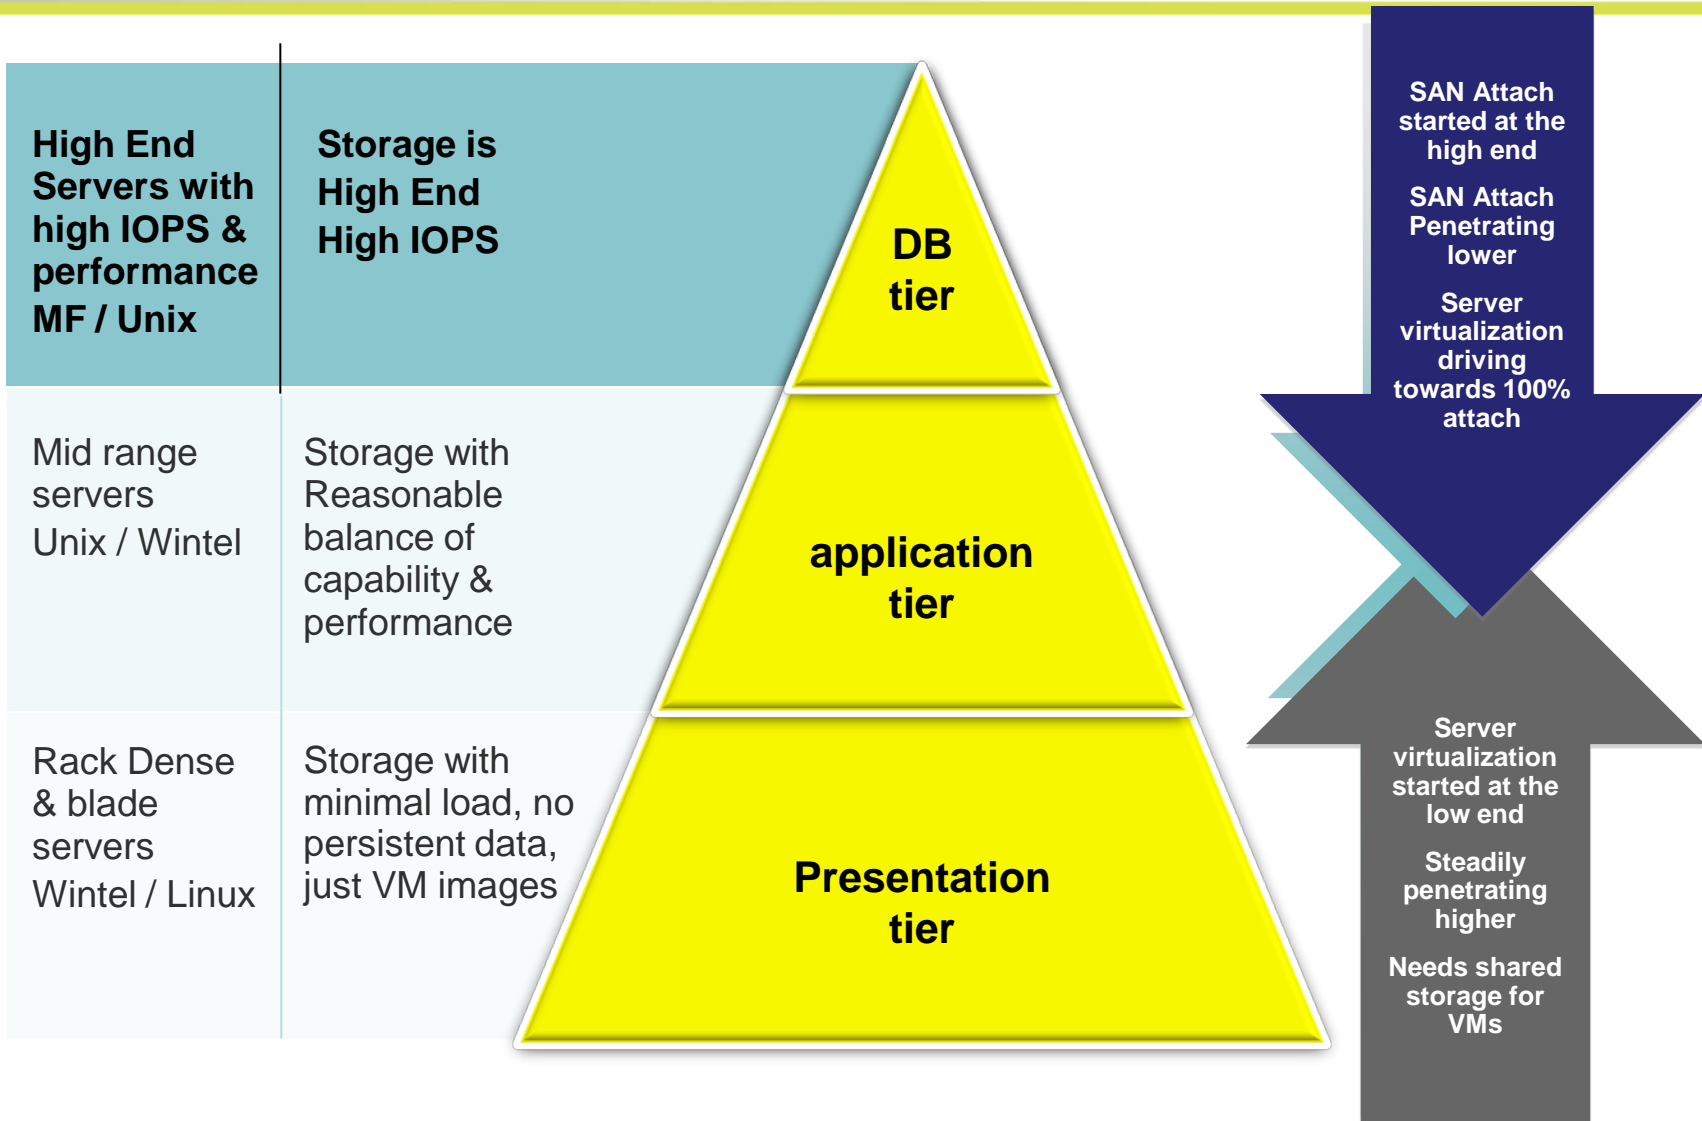 High End
Servers with
high IOPS &
performance
MF / Unix
Storage is
High End
High IOPS
DB
tier
SAN Attach
started at the
high end
SAN Attach
Penetrating
lower
Server
virtualization
driving
towards 100%
attach
Mid range
servers
Unix / Wintel
Storage with
Reasonable
balance of
capability &
performance
application
tier
Rack Dense
& blade
servers
Wintel / Linux
Storage with
minimal load, no
persistent data,
just VM images
Presentation
tier
Server
virtualization
started at the
low end
Steadily
penetrating
higher
Needs shared
storage for
VMs